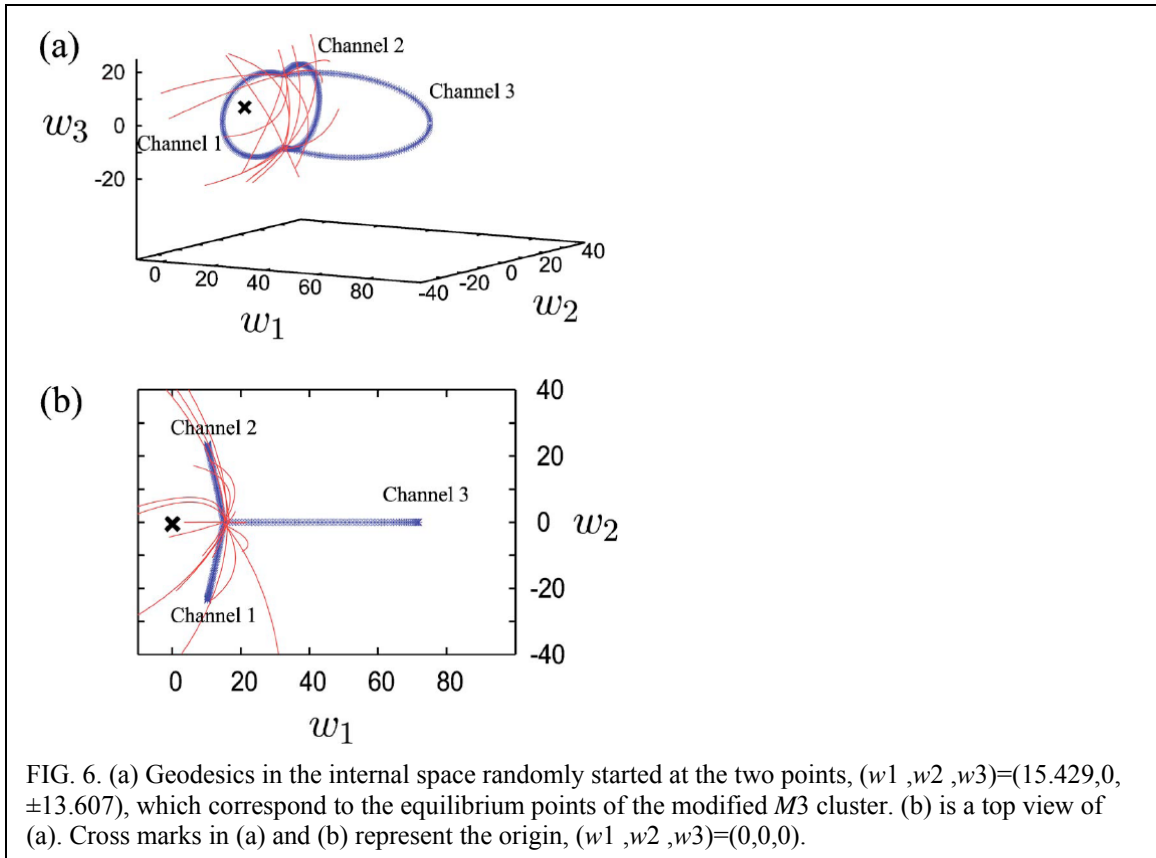 (a)
Channel 2
Channel 3
20
w3
0
Channel 1
-20
40
20
0
-20
-40
0
20
40
60
80
w2
w1
(b)
40
Channel 2
20
Channel 3
0
w2
-20
Channel 1
-40
0
20
40
60
80
w1
FIG. 6. (a) Geodesics in the internal space randomly started at the two points, (w1 ,w2 ,w3)=(15.429,0,
±13.607), which correspond to the equilibrium points of the modified M3 cluster. (b) is a top view of
(a). Cross marks in (a) and (b) represent the origin, (w1 ,w2 ,w3)=(0,0,0).